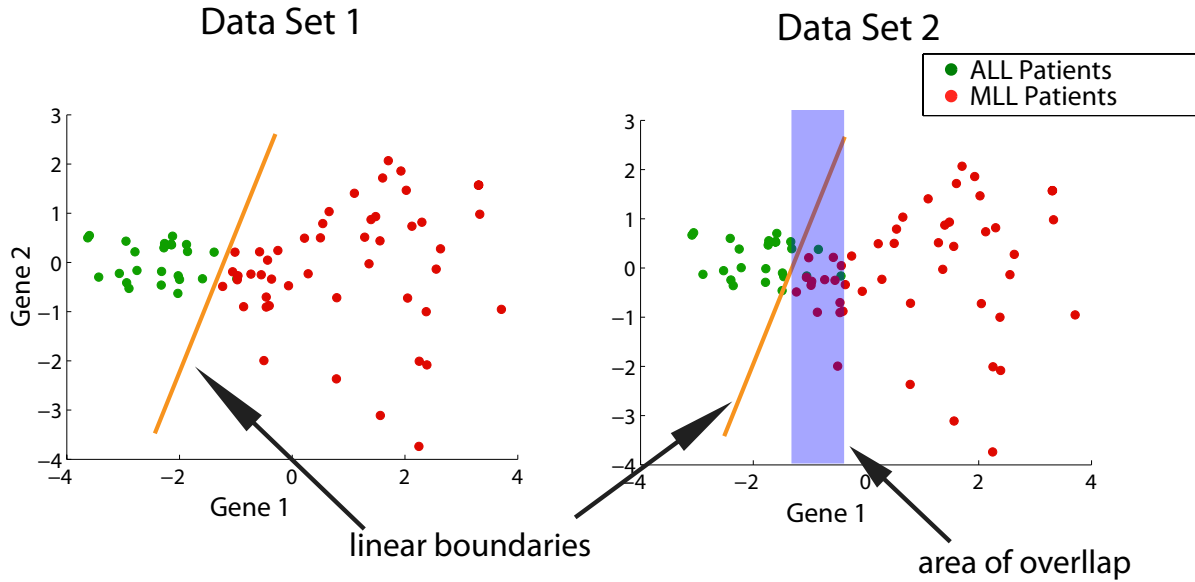 Data Set 1
Data Set 2
ALL Patients
MLL Patients
3
2
1
0
−1
−2
−3
−4
Gene 2
−4
−2
0
2
4
Gene 1
3
2
1
0
−1
−2
−3
−4
−4
−2
0
2
4
Gene 1
linear boundaries
area of overllap